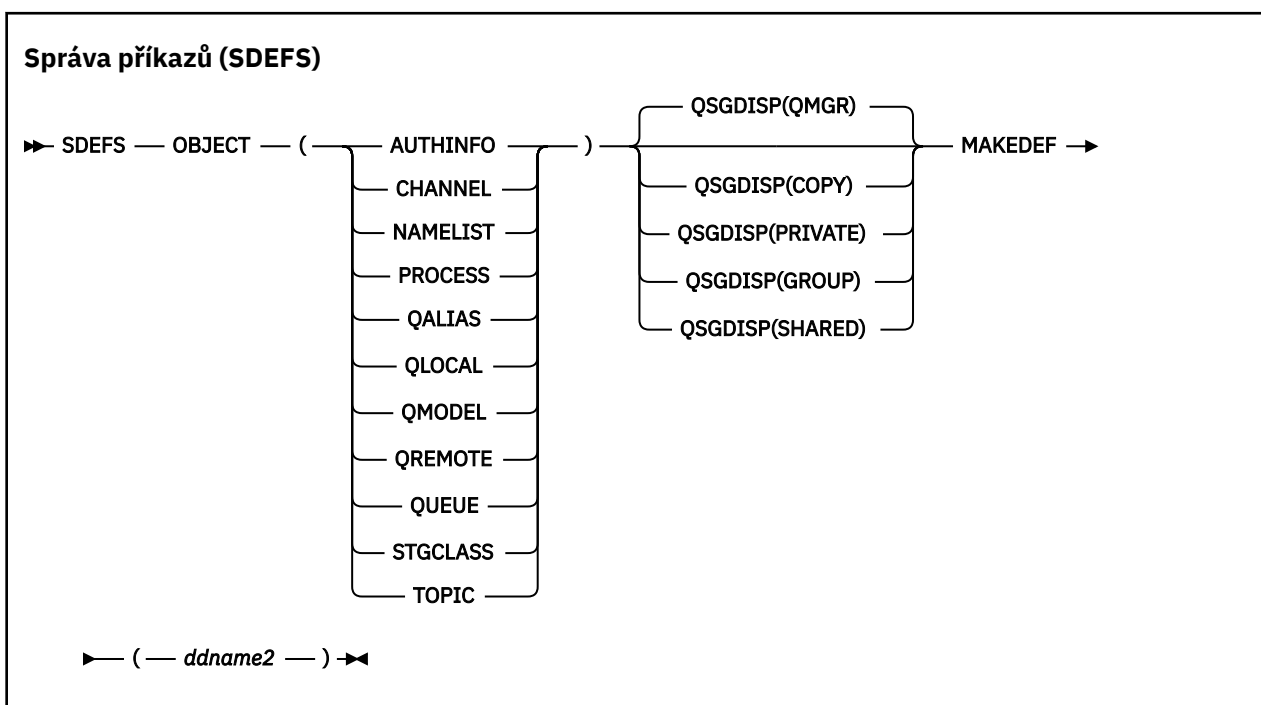 Správa příkazů (SDEFS)
QSGDISP(QMGR)
SDEFS OBJECT ( AUTHINFO ) MAKEDEF
CHANNEL QSGDISP(COPY)
NAMELIST QSGDISP(PRIVATE)
PROCESS QSGDISP(GROUP)
QALIAS QSGDISP(SHARED)
QLOCAL
QMODEL
QREMOTE
QUEUE
STGCLASS
TOPIC
( ddname2 )